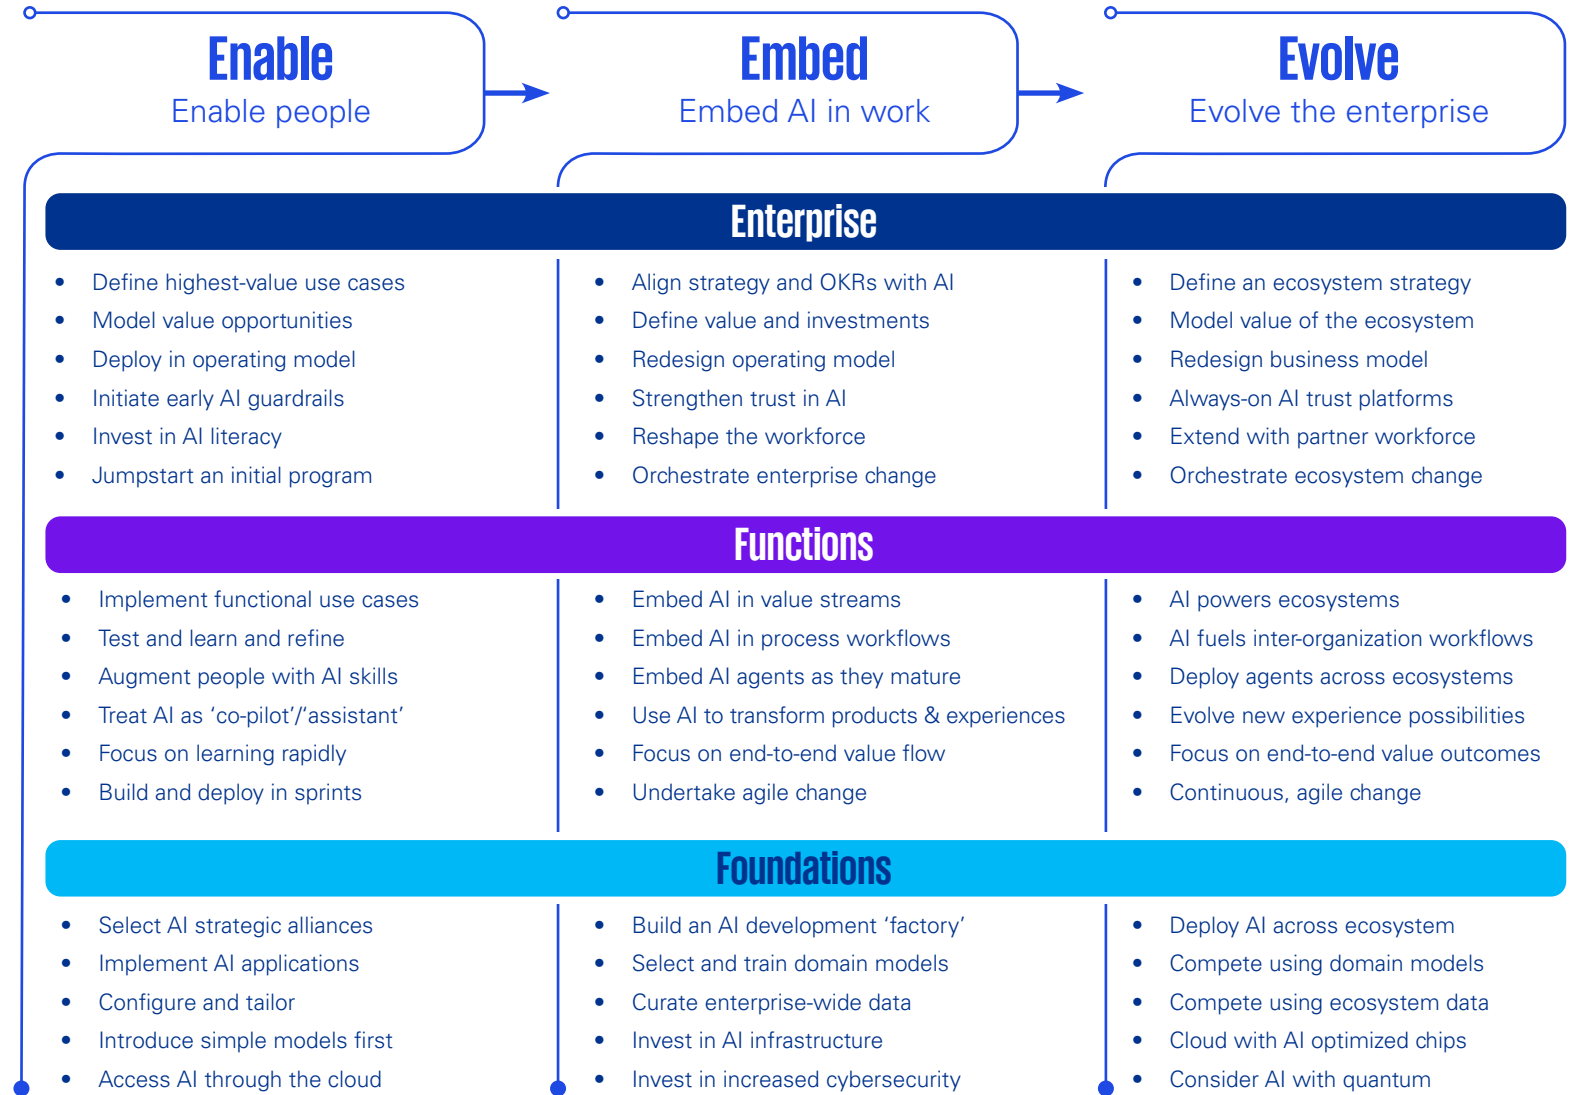 Enable
Enable people
Embed
Embed AI in work
Evolve
Evolve the enterprise
Enterprise
• Define highest-value use cases
• Model value opportunities
• Deploy in operating model
• Initiate early AI guardrails
• Invest in AI literacy
• Jumpstart an initial program
• Align strategy and OKRs with AI
• Define value and investments
• Redesign operating model
• Strengthen trust in AI
• Reshape the workforce
• Orchestrate enterprise change
• Define an ecosystem strategy
• Model value of the ecosystem
• Redesign business model
• Always-on AI trust platforms
• Extend with partner workforce
• Orchestrate ecosystem change
Functions
• Implement functional use cases
• Test and learn and refine
• Augment people with AI skills
• Treat AI as ‘co-pilot’/‘assistant’
• Focus on learning rapidly
• Build and deploy in sprints
• Embed AI in value streams
• Embed AI in process workflows
• Embed AI agents as they mature
• Use AI to transform products & experiences
• Focus on end-to-end value flow
• Undertake agile change
• AI powers ecosystems
• AI fuels inter-organization workflows
• Deploy agents across ecosystems
• Evolve new experience possibilities
• Focus on end-to-end value outcomes
• Continuous, agile change
Foundations
• Select AI strategic alliances
• Implement AI applications
• Configure and tailor
• Introduce simple models first
• Access AI through the cloud
• Build an AI development ‘factory’
• Select and train domain models
• Curate enterprise-wide data
• Invest in AI infrastructure
• Invest in increased cybersecurity
• Deploy AI across ecosystem
• Compete using domain models
• Compete using ecosystem data
• Cloud with AI optimized chips
• Consider AI with quantum